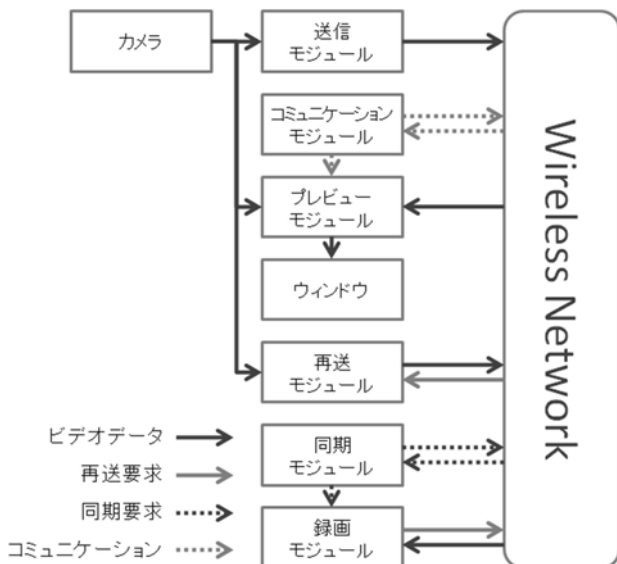 カメラ
送信
モジュール
コミュニケーション
モジュール
プレビュー
モジュール
ウィンドウ
再送
モジュール
同期
モジュール
録画
モジュール
Wireless Network
ビデオデータ
再送要求
同期要求
コミュニケーション